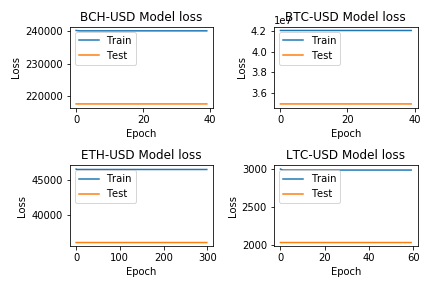 BCH-USD Model loss
240000
230000
220000
Loss
Train
Test
0
20
40
Epoch
BTC-USD Model loss
1e7
4.2
4.0
3.8
3.6
Loss
Train
Test
0
20
40
Epoch
ETH-USD Model loss
45000
40000
Loss
Train
Test
0
100
200
300
Epoch
LTC-USD Model loss
3000
2500
2000
Loss
Train
Test
0
20
40
60
Epoch